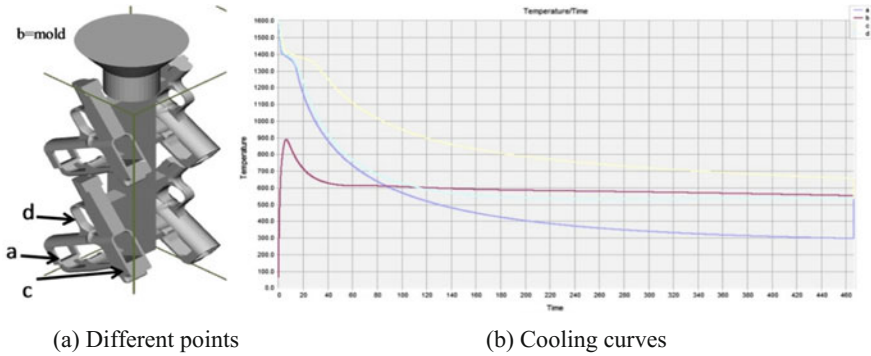 b=mold
d
a
c
Temperature/Time
a
b
c
d
Temperature
1600.0
1500.0
1400.0
1300.0
1200.0
1100.0
1000.0
900.0
800.0
700.0
600.0
500.0
400.0
300.0
200.0
100.0
0.0
0 20 40 60 80 100 120 140 160 180 200 220 240 260 280 300 320 340 360 380 400 420 440 460
Time
(a) Different points
(b) Cooling curves